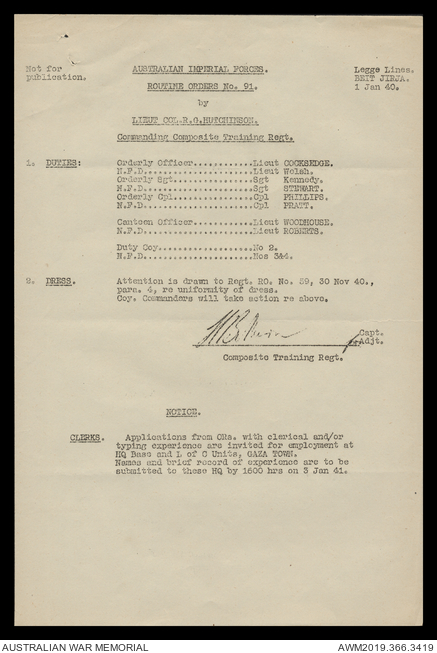 Not for
publication.
AUSTRALIAN IMPERIAL FORCES.
ROUTINE ORDERS No. 91.
by
LIEUT COL.R.G.HUTCHINSON.
Commanding Composite Training Regt.
Legge Lines.
BEIT JIRJA.
1 Jan 40.
1. DUTIES:
Orderly Officer............Lieut COCKSEDGE.
N.F.D......................Lieut Welsh.
Orderly Sgt................Sgt Kennedy.
N.F.D......................Sgt STEWART.
Orderly Cpl................Cpl PHILLIPS.
N.F.D......................Cpl PRATT.
Canteen Officer............Lieut WOODHOUSE.
N.F.D......................Lieut ROBERTS.
Duty Coy...................No 2.
N.F.D......................Nos 3&4.
2. DRESS. Attention is drawn to Regt. RO. No. 59, 30 Nov 40.,
para. 4, re uniformity of dress.
Coy. Commanders will take action re above.
Capt.
Adjt.
Composite Training Regt.
NOTICE.
CLERKS. Applications from ORs. with clerical and/or
typing experience are invited for employment at
HQ Base and L of C Units, GAZA TOWN.
Names and brief record of experience are to be
submitted to these HQ by 1600 hrs on 3 Jan 41.
AUSTRALIAN WAR MEMORIAL
AWM2019.366.3419